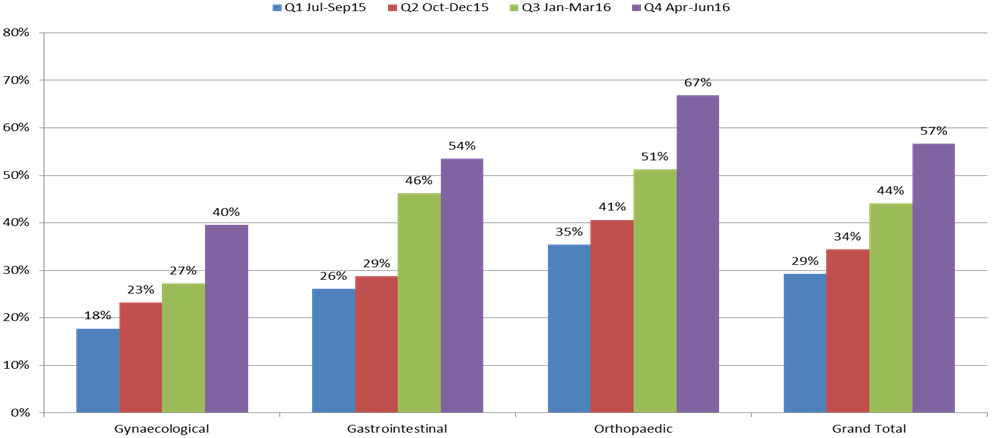 Q1 Jul-Sep15 Q2 Oct-Dec15 Q3 Jan-Mar16 Q4 Apr-Jun16
80%
70%
60%
50%
40%
30%
20%
10%
0%
18% 23% 27% 40%
26% 29% 46% 54%
35% 41% 51% 67%
29% 34% 44% 57%
Gynaecological Gastrointestinal Orthopaedic Grand Total